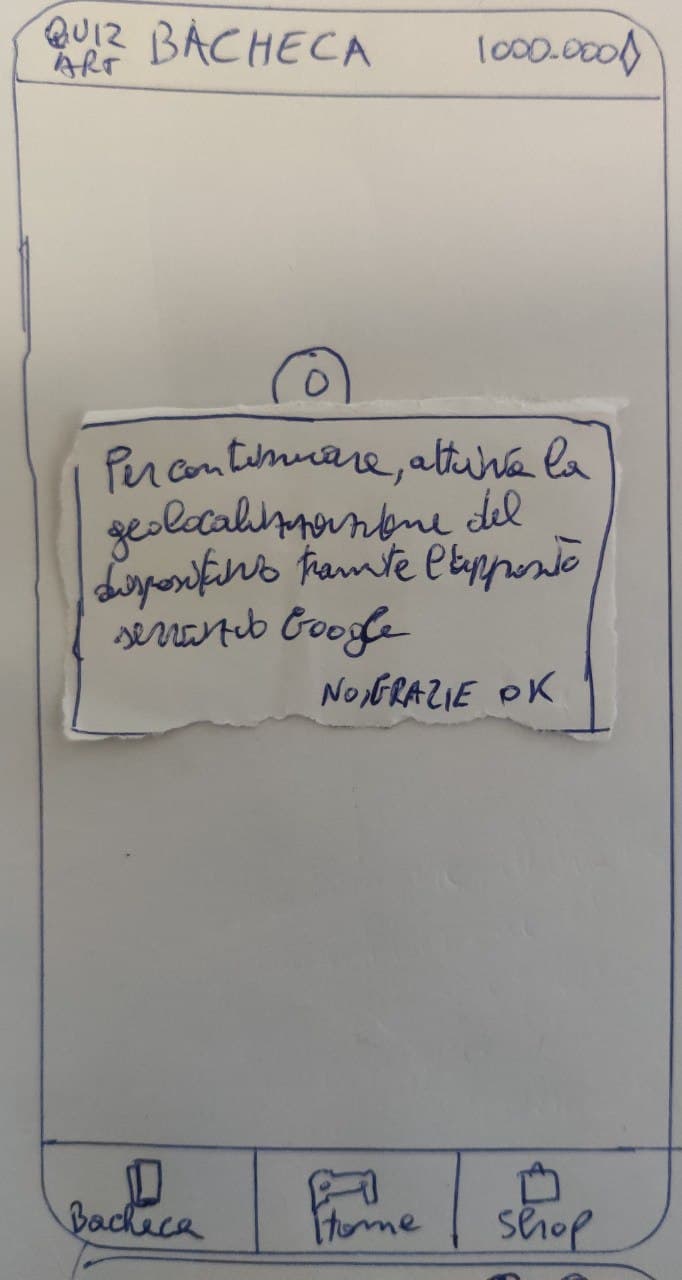 QUIZ ART BACHECA 1000.000
Per continuare, attiva la
geolocalizzazione del
dispositivo tramite l'apposito
servizio Google
NO, GRAZIE OK
Bacheca Home Shop